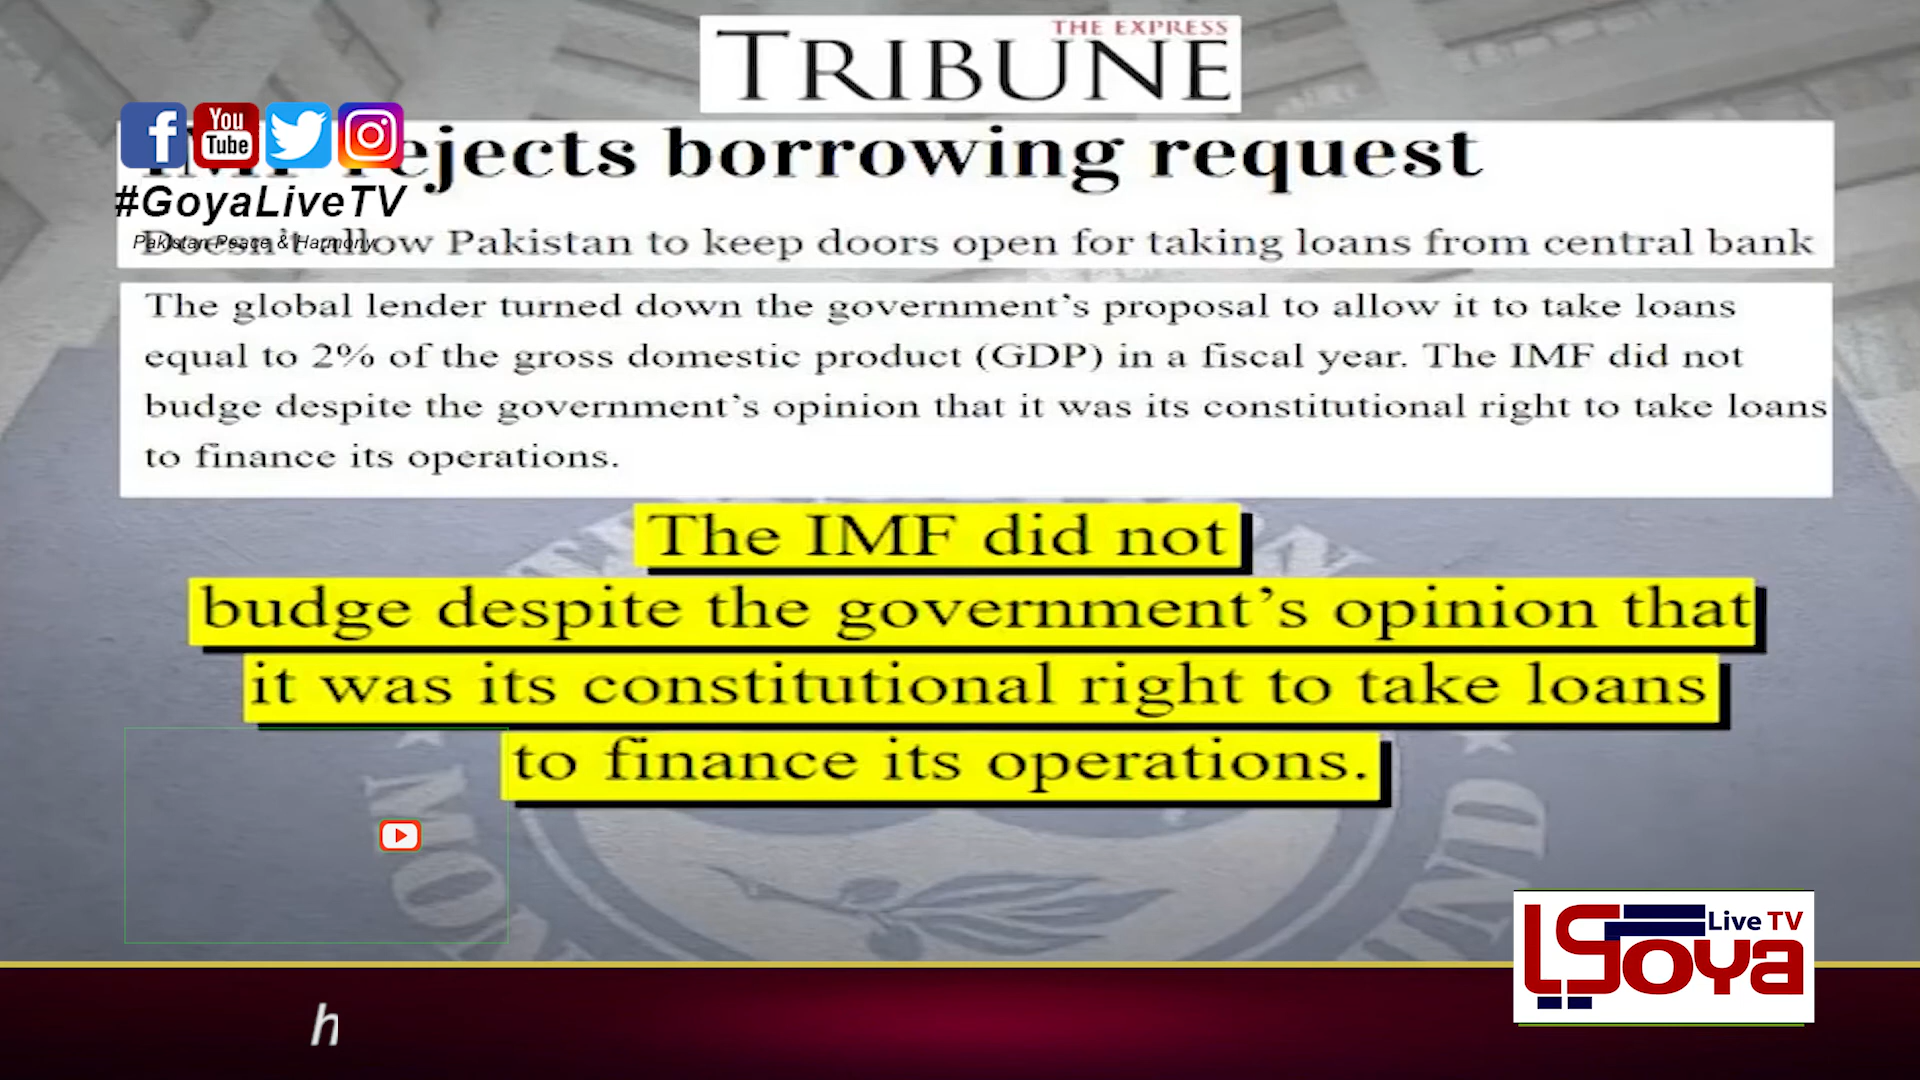 THE EXPRESS
TRIBUNE
You
Tube
rejects borrowing request
#GoyaLiveTV
Pakistan Peace & Harmony
Doesn't allow Pakistan to keep doors open for taking loans from central bank
The global lender turned down the government's proposal to allow it to take loans
equal to 2% of the gross domestic product (GDP) in a fiscal year. The IMF did not
budge despite the government's opinion that it was its constitutional right to take loans
to finance its operations.
The IMF did not
budge despite the government's opinion that
it was its constitutional right to take loans
to finance its operations.
Live TV
Goya
h